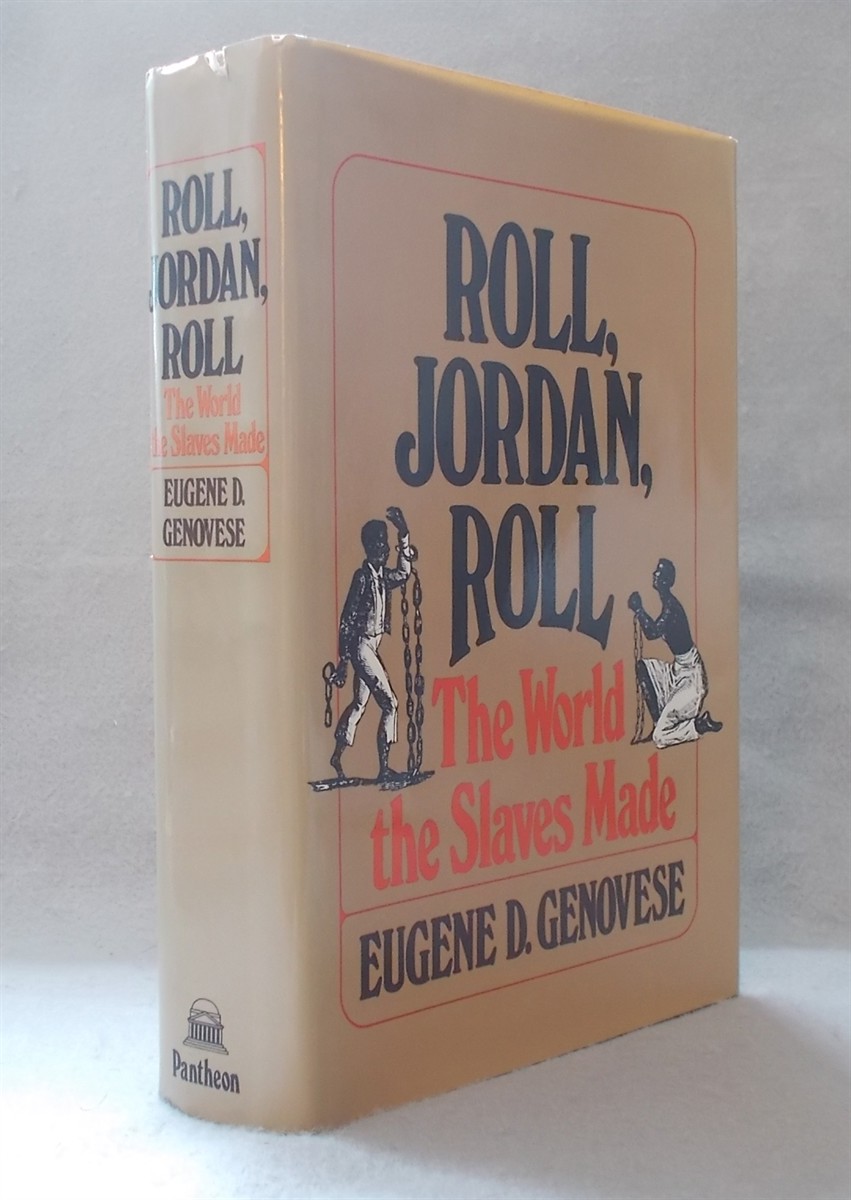 ROLL,
JORDAN,
ROLL
The World
the Slaves Made
EUGENE D.
GENOVESE
Pantheon
ROLL,
JORDAN,
ROLL
The World
the Slaves Made
EUGENE D. GENOVESE